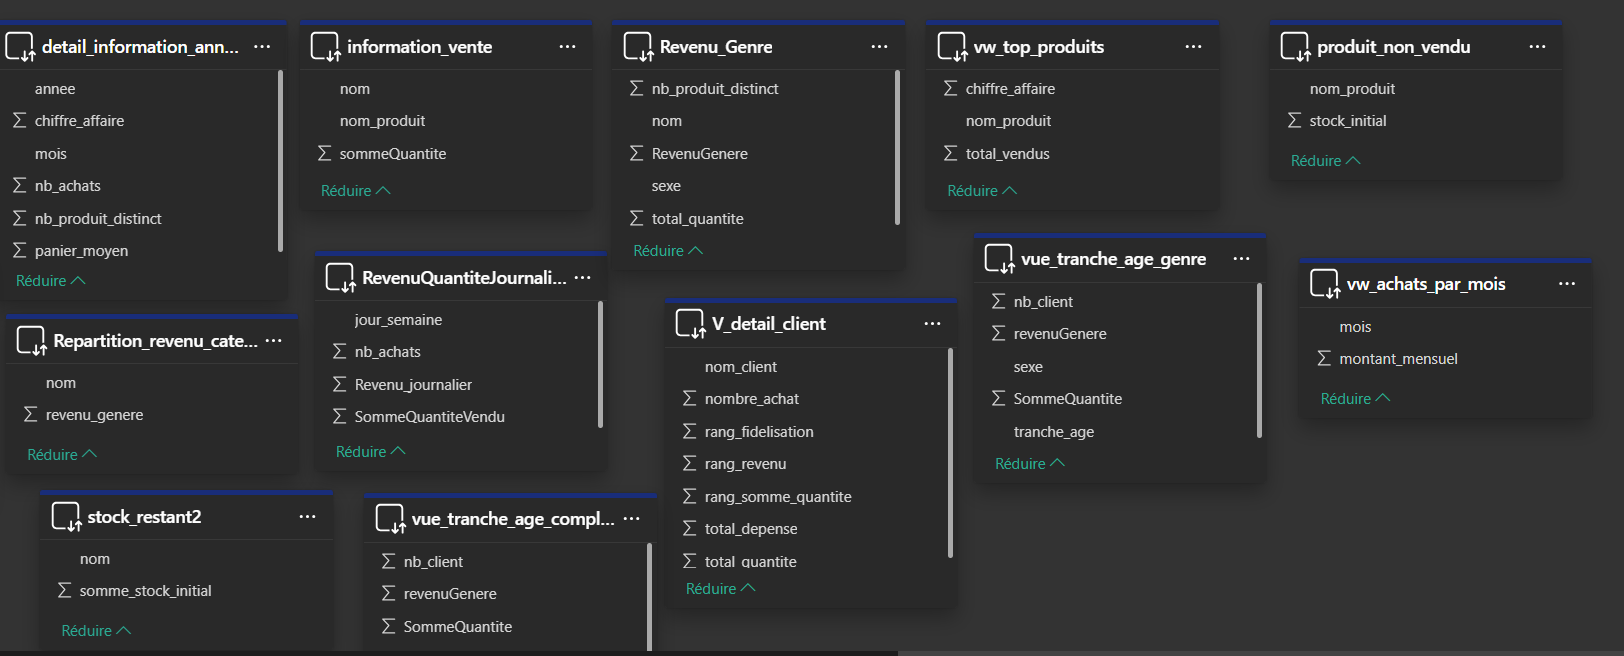 detail_information_ann... ...
annee
chiffre_affaire
mois
nb_achats
nb_produit_distinct
panier_moyen
Réduire
information_vente ...
nom
nom_produit
sommeQuantite
Réduire
Revenu_Genre ...
nb_produit_distinct
nom
RevenuGenere
sexe
total_quantite
Réduire
vw_top_produits ...
chiffre_affaire
nom_produit
total_vendus
Réduire
produit_non_vendu ...
nom_produit
stock_initial
Réduire
Repartition_revenu_cate... ...
nom
revenu_genere
Réduire
RevenuQuantiteJournali... ...
jour_semaine
nb_achats
Revenu_journalier
SommeQuantiteVendu
Réduire
V_detail_client ...
nom_client
nombre_achat
rang_fidelisation
rang_revenu
rang_somme_quantite
total_depense
total_quantite
Réduire
vue_tranche_age_genre ...
nb_client
revenuGenere
sexe
SommeQuantite
tranche_age
Réduire
vw_achats_par_mois ...
mois
montant_mensuel
Réduire
stock_restant2 ...
nom
somme_stock_initial
Réduire
vue_tranche_age_compl... ...
nb_client
revenuGenere
SommeQuantite